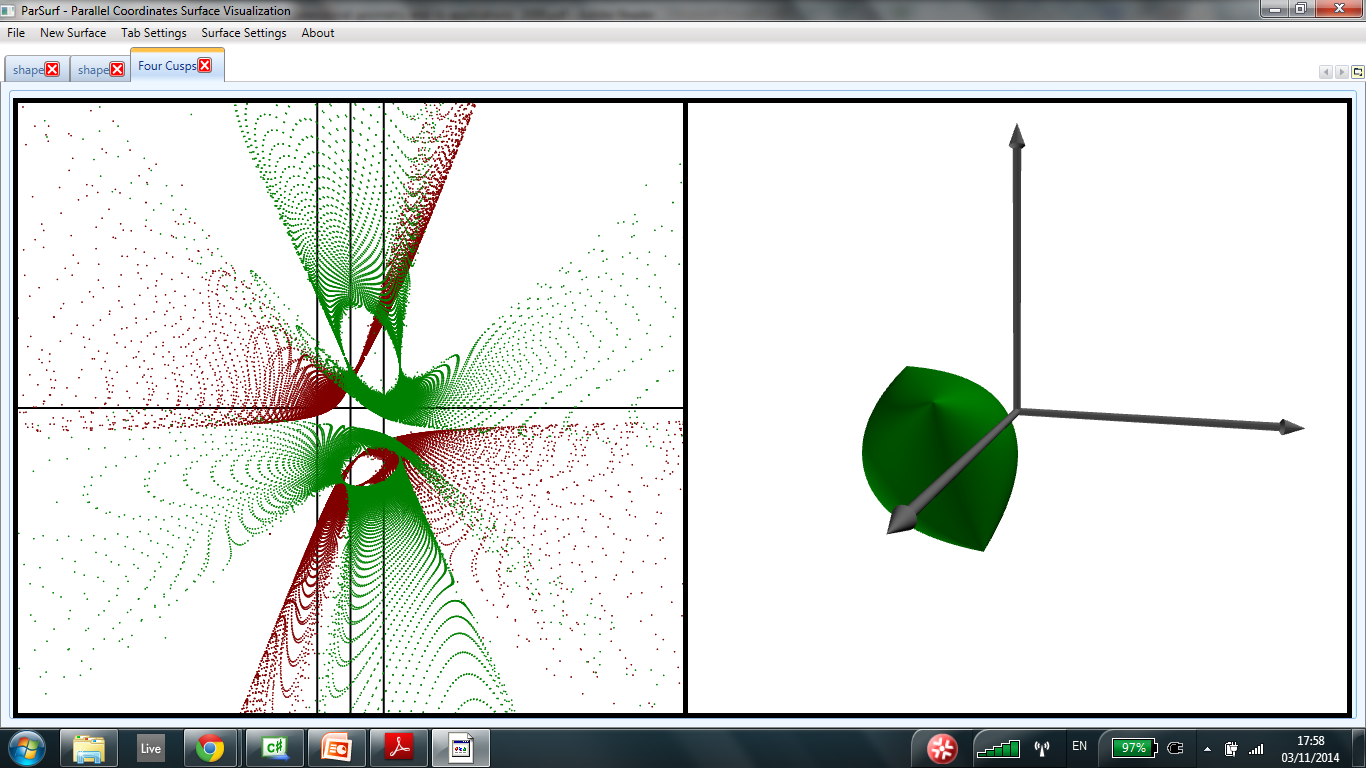 ParSurf - Parallel Coordinates Surface Visualization
File New Surface Tab Settings Surface Settings About
shape shape Four Cusps
Live
C#
EN
97%
17:58
03/11/2014